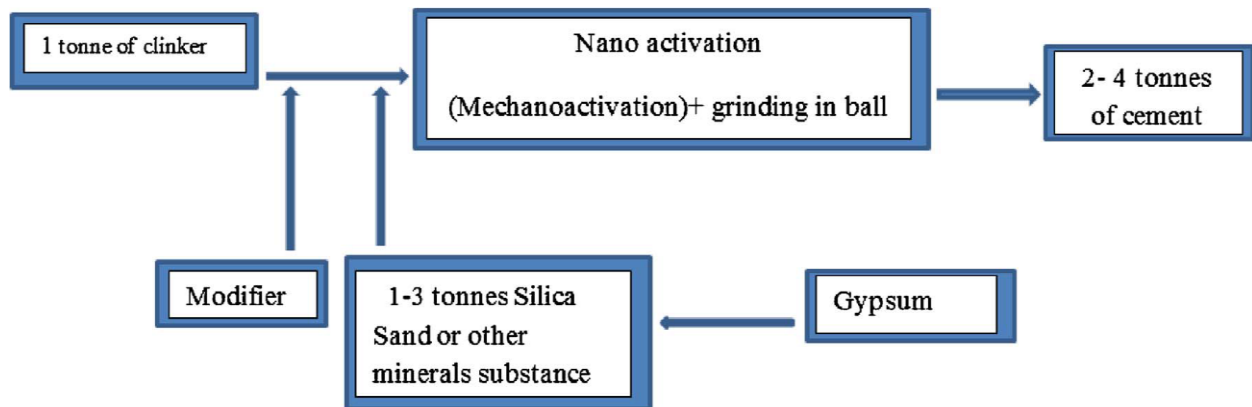 1 tonne of clinker
Nano activation
(Mechanoactivation)+ grinding in ball
2- 4 tonnes
of cement
Modifier
1-3 tonnes Silica
Sand or other
minerals substance
Gypsum